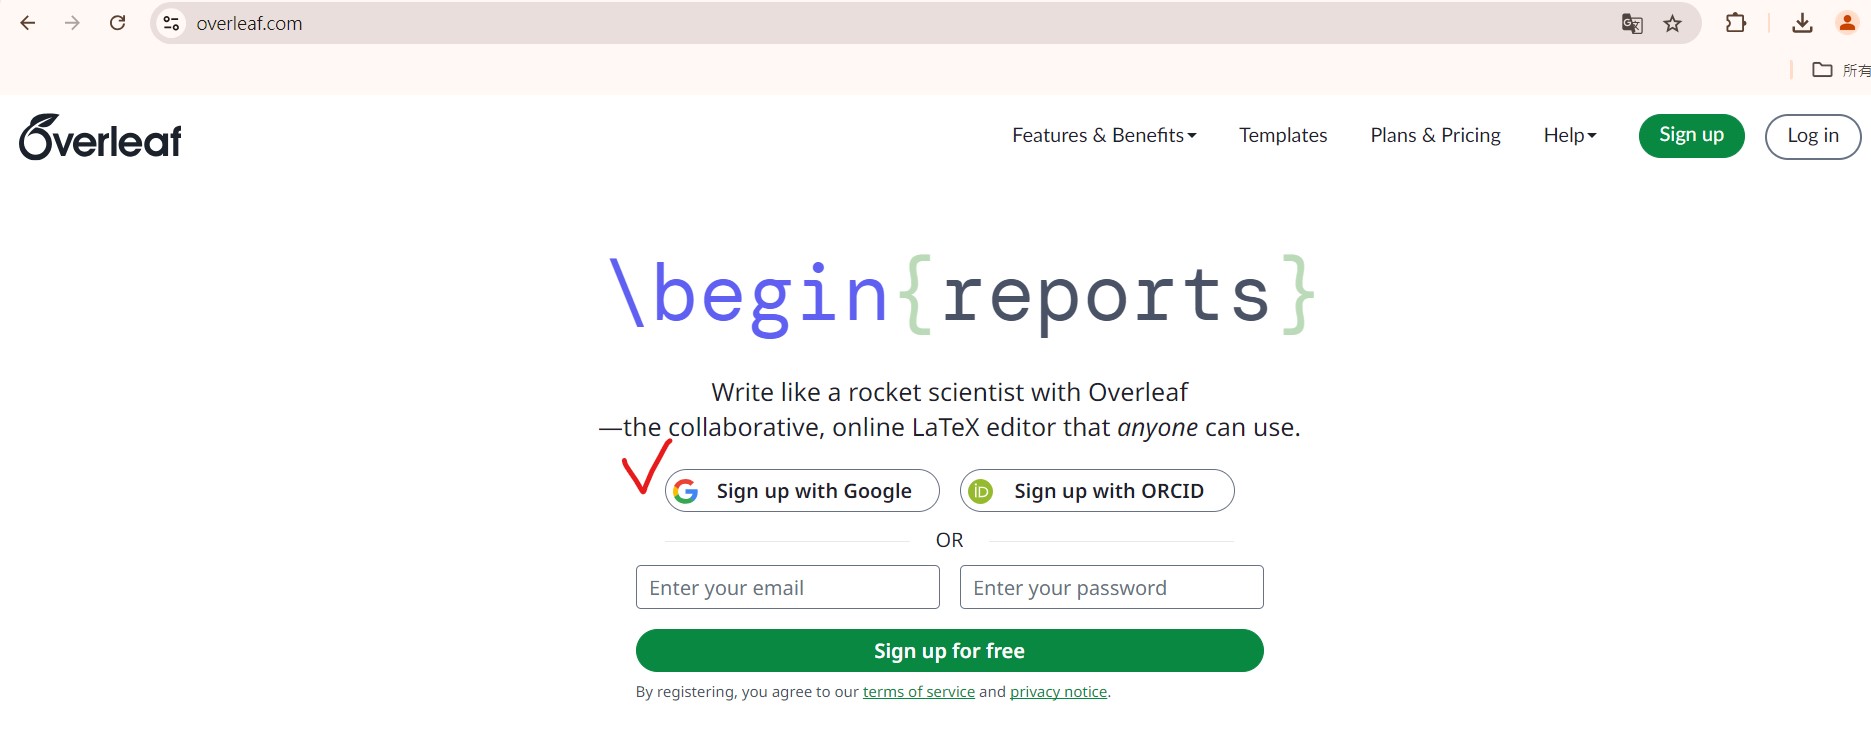 overleaf.com
所有
Overleaf
Features & Benefits Templates Plans & Pricing Help Sign up Log in
\begin{reports}
Write like a rocket scientist with Overleaf
—the collaborative, online LaTeX editor that anyone can use.
Sign up with Google
Sign up with ORCID
OR
Enter your email
Enter your password
Sign up for free
By registering, you agree to our terms of service and privacy notice.